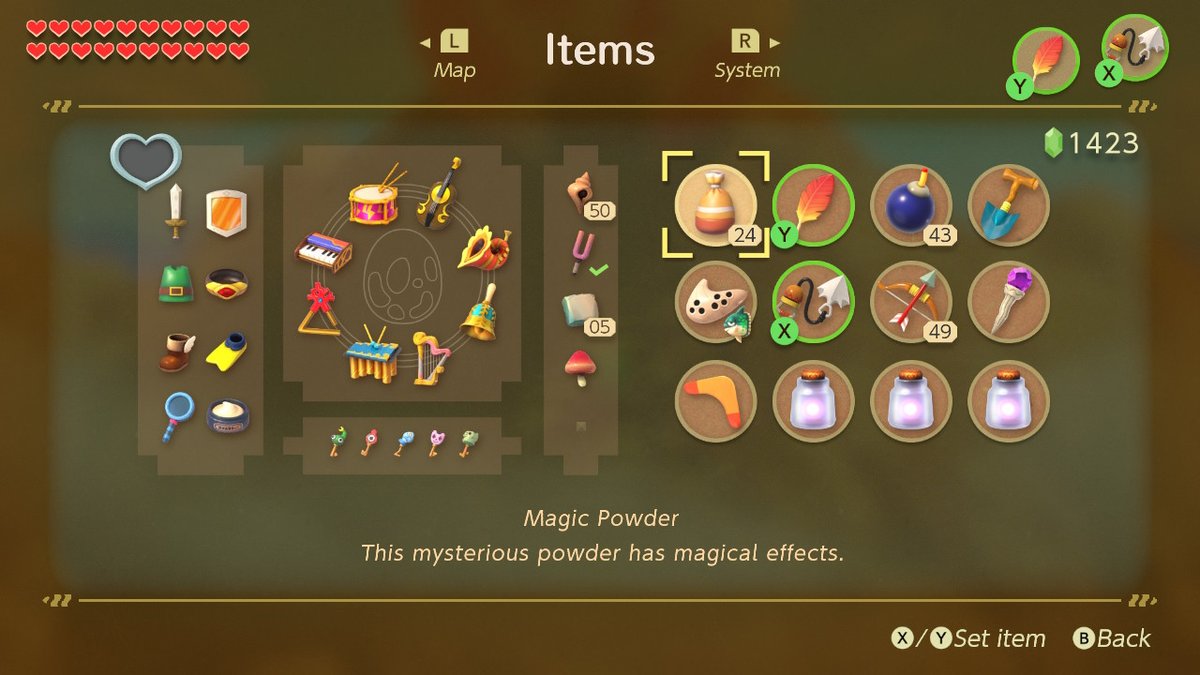 L
Map
Items
R
System
Y
X
1423
50
24
Y
43
05
X
49
Magic Powder
This mysterious powder has magical effects.
X/Y Set item
B Back